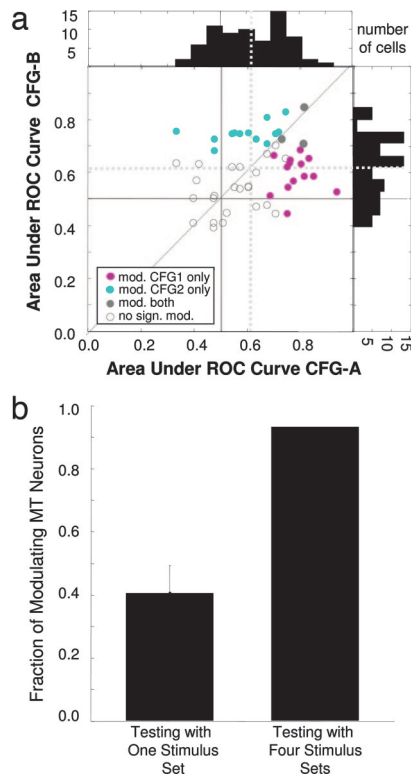 a
15
10
5
number
of cells
Area Under ROC Curve CFG-B
1.0
0.8
0.6
0.4
0.2
0.0
mod. CFG1 only
mod. CFG2 only
mod. both
no sign. mod.
0.0 0.2 0.4 0.6 0.8
5 10 15
Area Under ROC Curve CFG-A
b
Fraction of Modulating MT Neurons
1.0
0.8
0.6
0.4
0.2
0.0
Testing with
One Stimulus
Set
Testing with
Four Stimulus
Sets